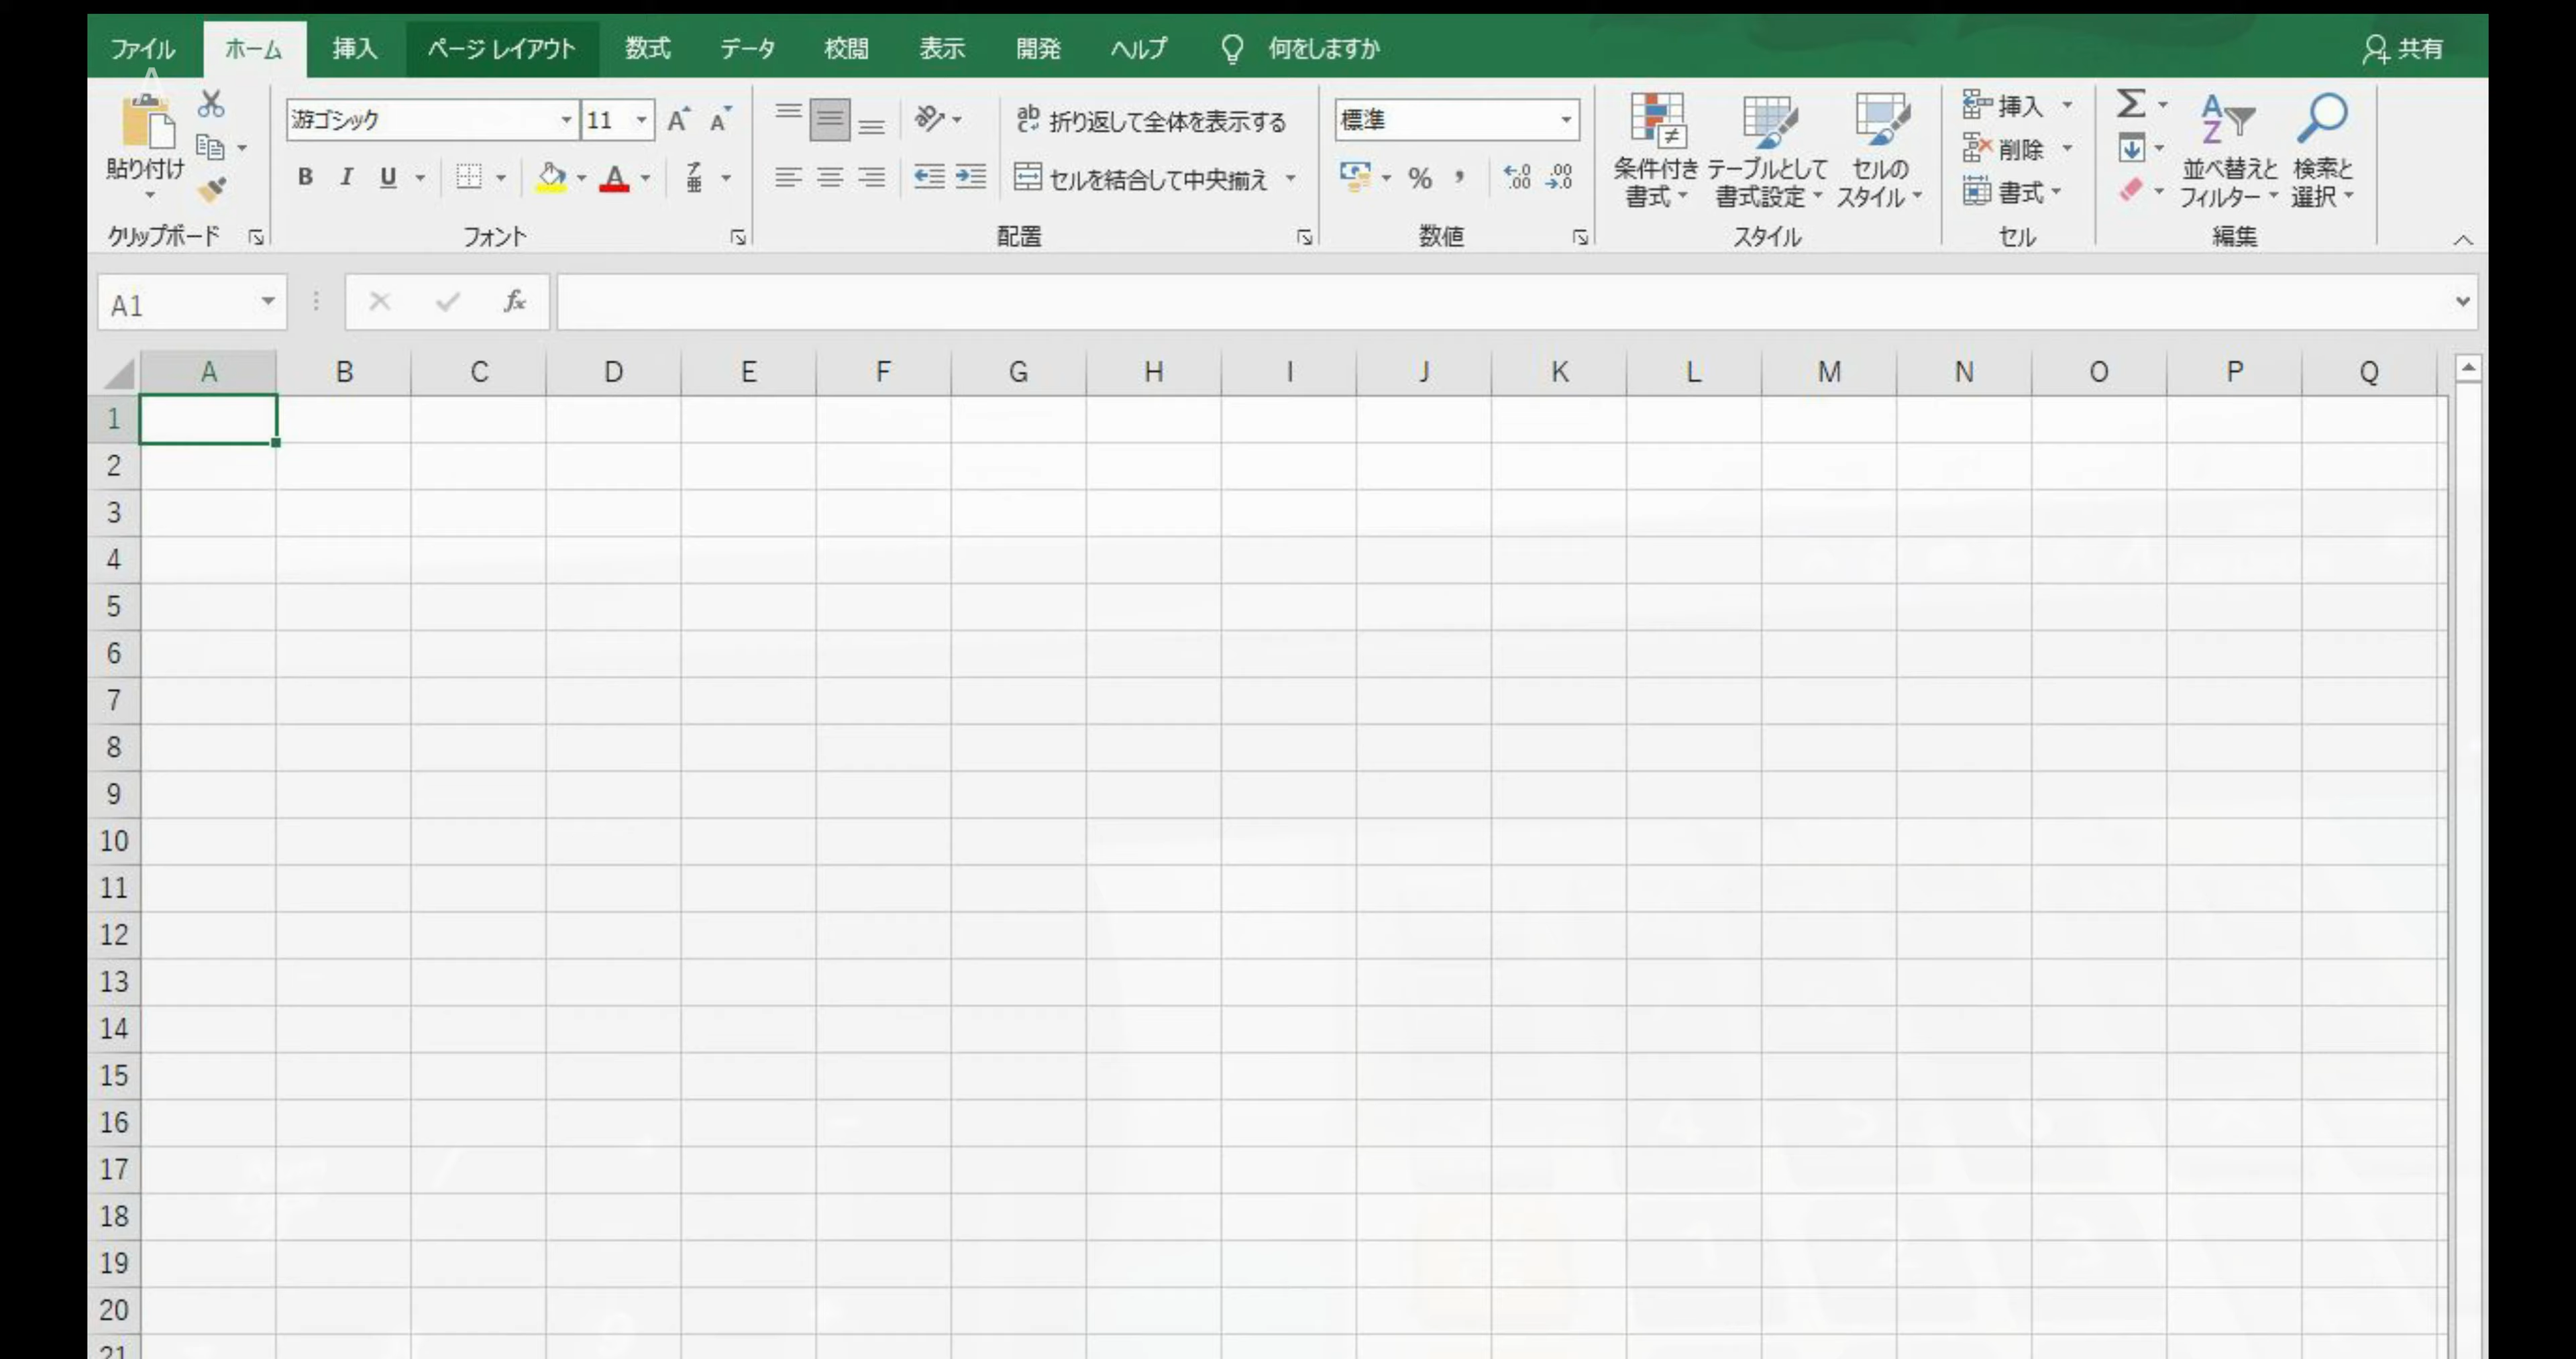 ファイル ホーム 挿入 ページ レイアウト 数式 データ 校閲 表示 開発 ヘルプ 何をしますか 共有
貼り付け
クリップボード
游ゴシック 11 A A
B I U A ア亜
フォント
ab 折り返して全体を表示する
セルを結合して中央揃え
配置
標準
% , .00 .0
数値
条件付き書式 テーブルとして書式設定 セルのスタイル
スタイル
挿入
削除
書式
セル
Σ
並べ替えとフィルター 検索と選択
編集
A1 fx
A B C D E F G H I J K L M N O P Q
1
2
3
4
5
6
7
8
9
10
11
12
13
14
15
16
17
18
19
20
21